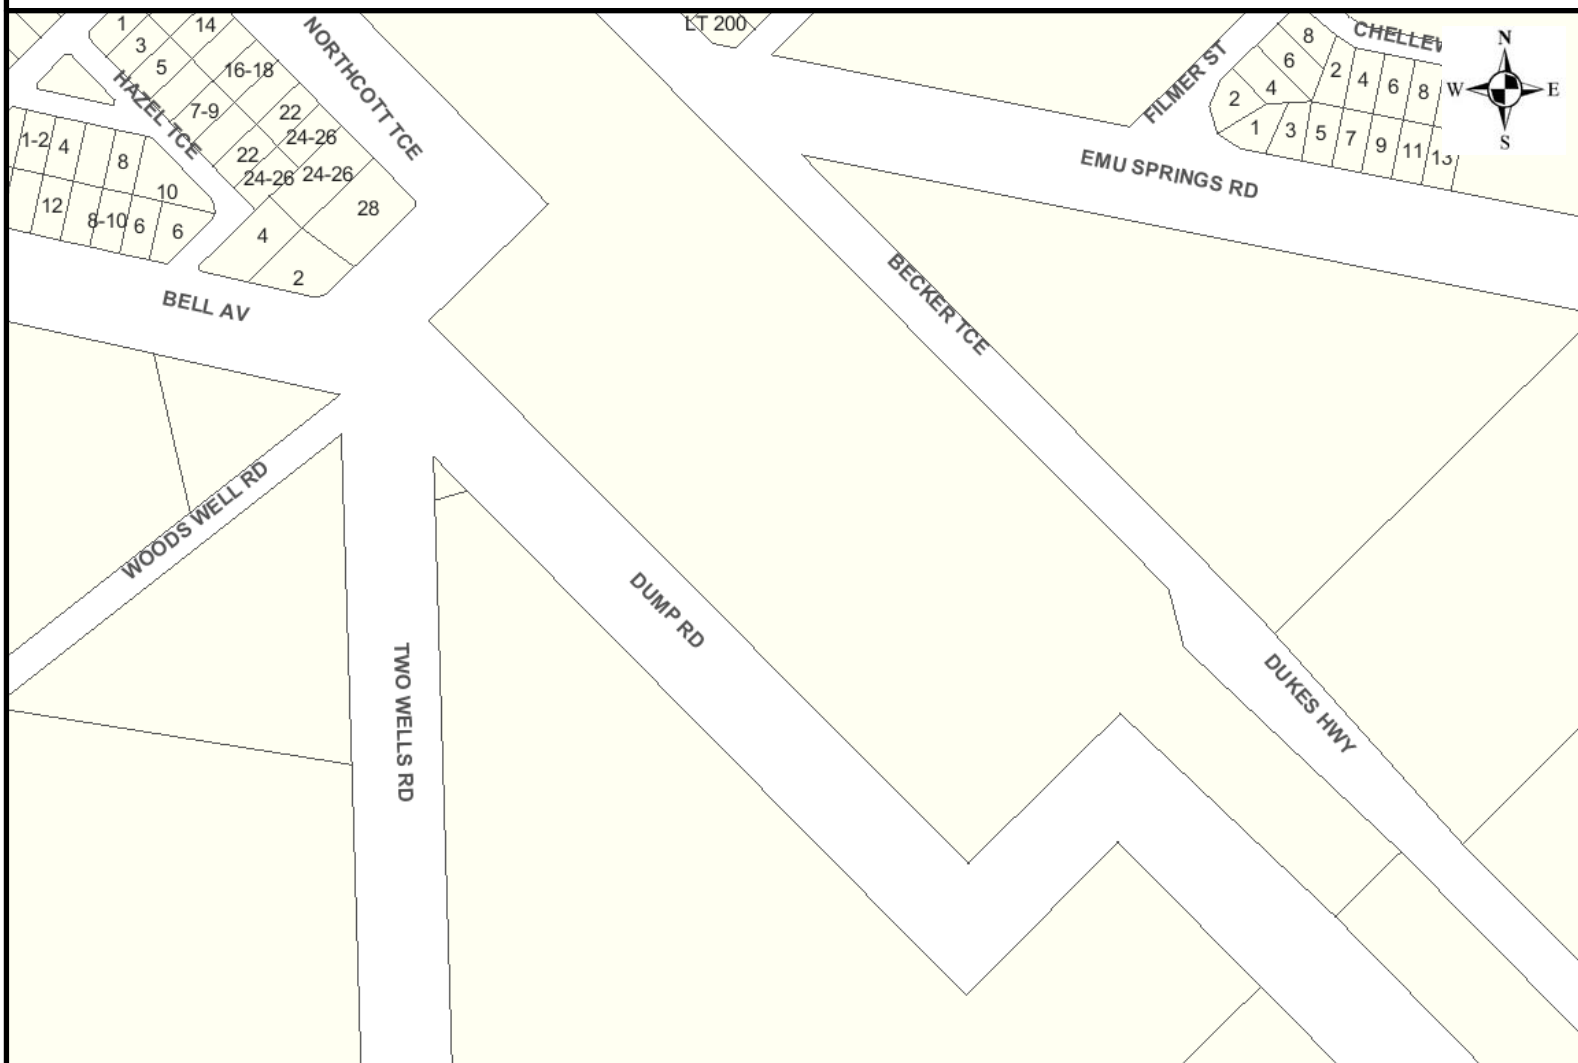 1
14
LT 200
8
CHELLEV
N
3
NORTHCOTT TCE
5
16-18
6
2
4
6
8
W
E
HAZEL TCE
FILMER ST
4
2
7-9
22
1
3
5
7
9
11
13
S
24-26
1-2
4
8
22
EMU SPRINGS RD
24-26
24-26
10
12
8-10
6
6
28
4
2
BELL AV
BECKER TCE
WOODS WELL RD
DUMP RD
TWO WELLS RD
DUKES HWY